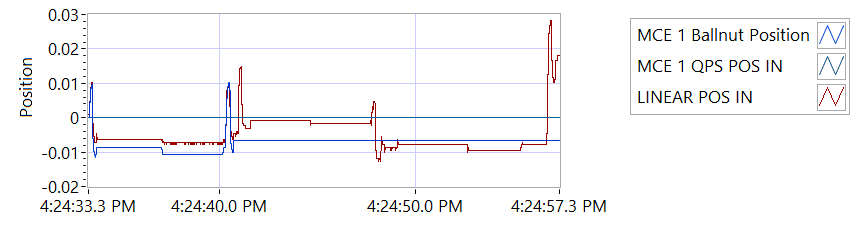 0.03
0.02
0.01
0
-0.01
-0.02
Position
4:24:33.3 PM
4:24:40.0 PM
4:24:50.0 PM
4:24:57.3 PM
MCE 1 Ballnut Position
MCE 1 QPS POS IN
LINEAR POS IN